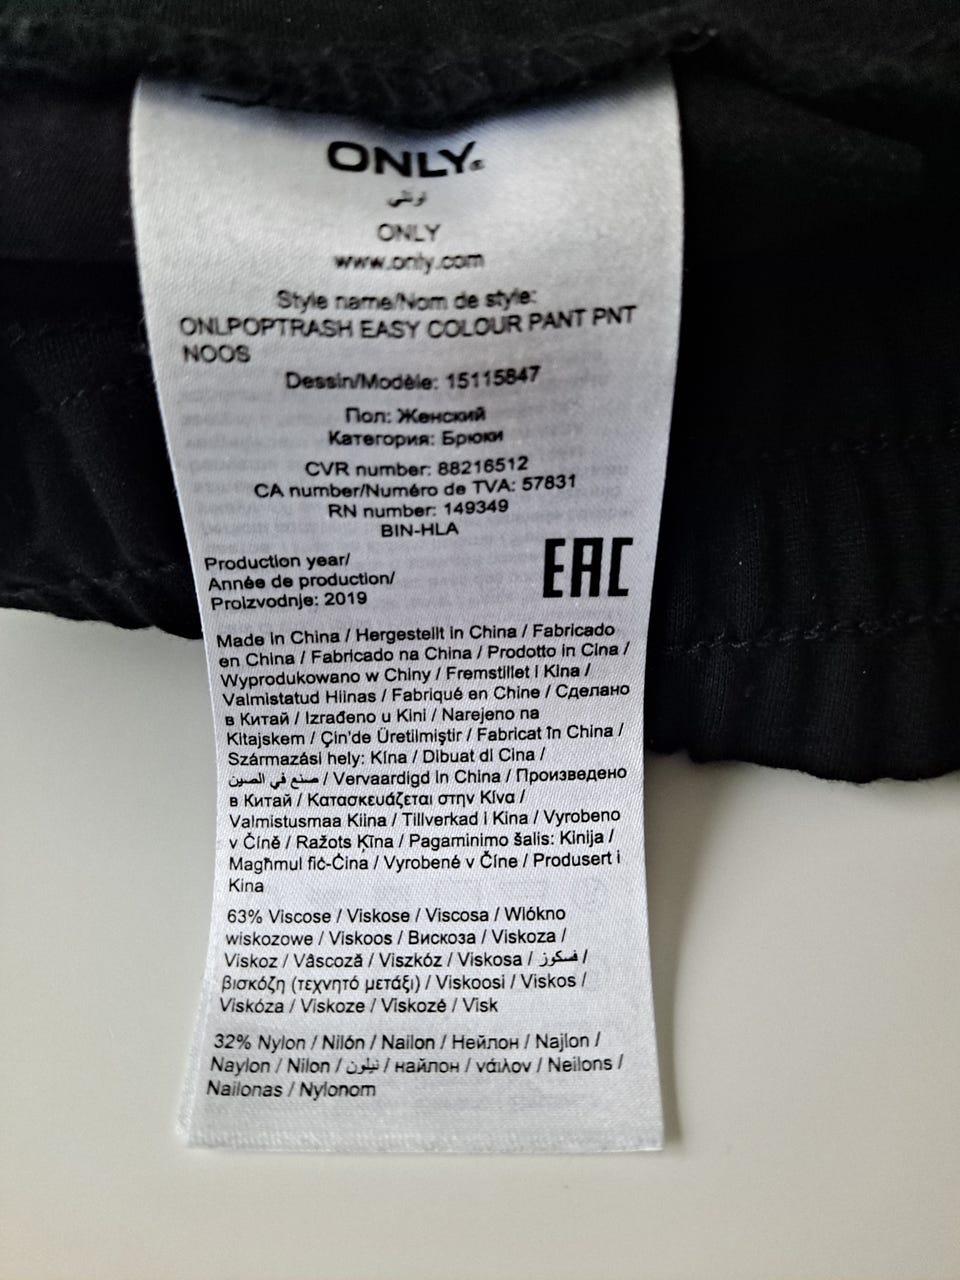 ONLY®
اونلي
ONLY
www.only.com
Style name/Nom de style:
ONLPOPTRASH EASY COLOUR PANT PNT
NOOS
Dessin/Modèle: 15115847
Пол: Женский
Категория: Брюки
CVR number: 88216512
CA number/Numéro de TVA: 57831
RN number: 149349
BIN-HLA
Production year/
Année de production/
Proizvodnje: 2019
EAC
Made in China / Hergestellt in China / Fabricado
en China / Fabricado na China / Prodotto in Cina /
Wyprodukowano w Chiny / Fremstillet i Kina /
Valmistatud Hiinas / Fabriqué en Chine / Сделано
в Китай / Izrađeno u Kini / Narejeno na
Kitajskem / Çin'de Üretilmiştir / Fabricat în China /
Származási hely: Kína / Dibuat di Cina /
صنع في الصين / Vervaardigd in China / Произведено
в Китай / Κατασκευάζεται στην Κίνα /
Valmistusmaa Kiina / Tillverkad i Kina / Vyrobeno
v Číně / Ražots Ķīna / Pagaminimo šalis: Kinija /
Magħmul fiċ-Ċina / Vyrobené v Číne / Produsert i
Kina
63% Viscose / Viskose / Viscosa / Włókno
wiskozowe / Viskoos / Вискоза / Viskoza /
Viskoz / Vâscoză / Viszkóz / Viskosa / فسكوز /
βισκόζη (τεχνητό μετάξι) / Viskoosi / Viskos /
Viskóza / Viskoze / Viskozé / Visk
32% Nylon / Nilón / Nailon / Нейлон / Najlon /
Naylon / Nilon / نيلون / найлон / νάιλον / Neilons /
Nailonas / Nylonom